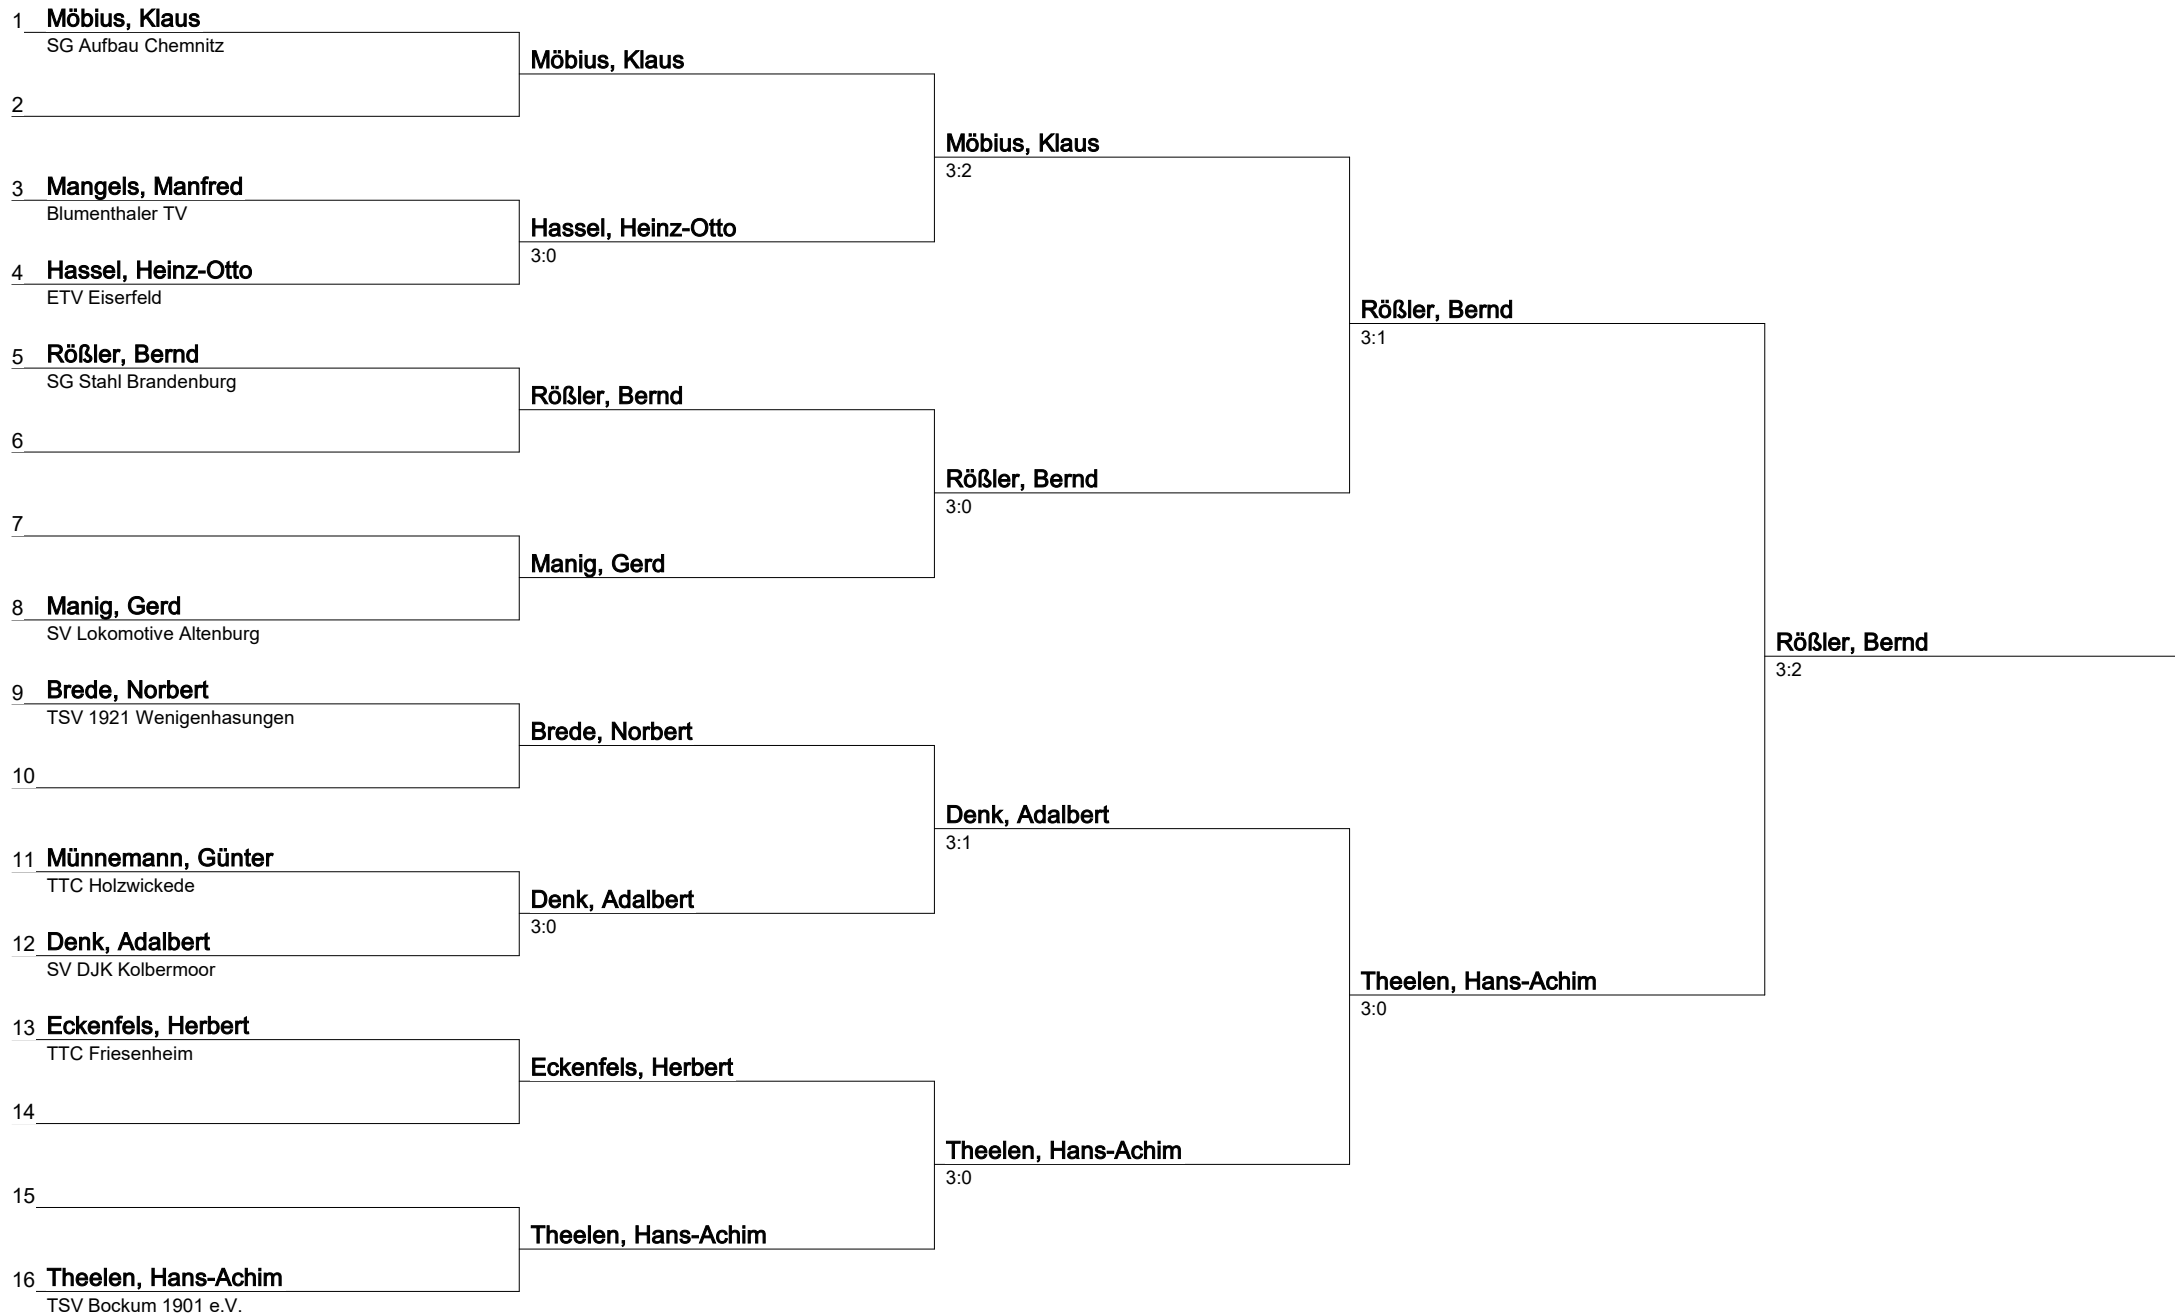 1 Möbius, Klaus
SG Aufbau Chemnitz
Möbius, Klaus
2
Möbius, Klaus
3:2
3 Mangels, Manfred
Blumenthaler TV
Hassel, Heinz-Otto
3:0
4 Hassel, Heinz-Otto
ETV Eiserfeld
Rößler, Bernd
3:1
5 Rößler, Bernd
SG Stahl Brandenburg
Rößler, Bernd
6
Rößler, Bernd
3:0
7
Manig, Gerd
8 Manig, Gerd
SV Lokomotive Altenburg
Rößler, Bernd
3:2
9 Brede, Norbert
TSV 1921 Wenigenhasungen
Brede, Norbert
10
Denk, Adalbert
3:1
11 Münnemann, Günter
TTC Holzwickede
Denk, Adalbert
3:0
12 Denk, Adalbert
SV DJK Kolbermoor
Theelen, Hans-Achim
3:0
13 Eckenfels, Herbert
TTC Friesenheim
Eckenfels, Herbert
14
Theelen, Hans-Achim
3:0
15
Theelen, Hans-Achim
16 Theelen, Hans-Achim
TSV Bockum 1901 e.V.